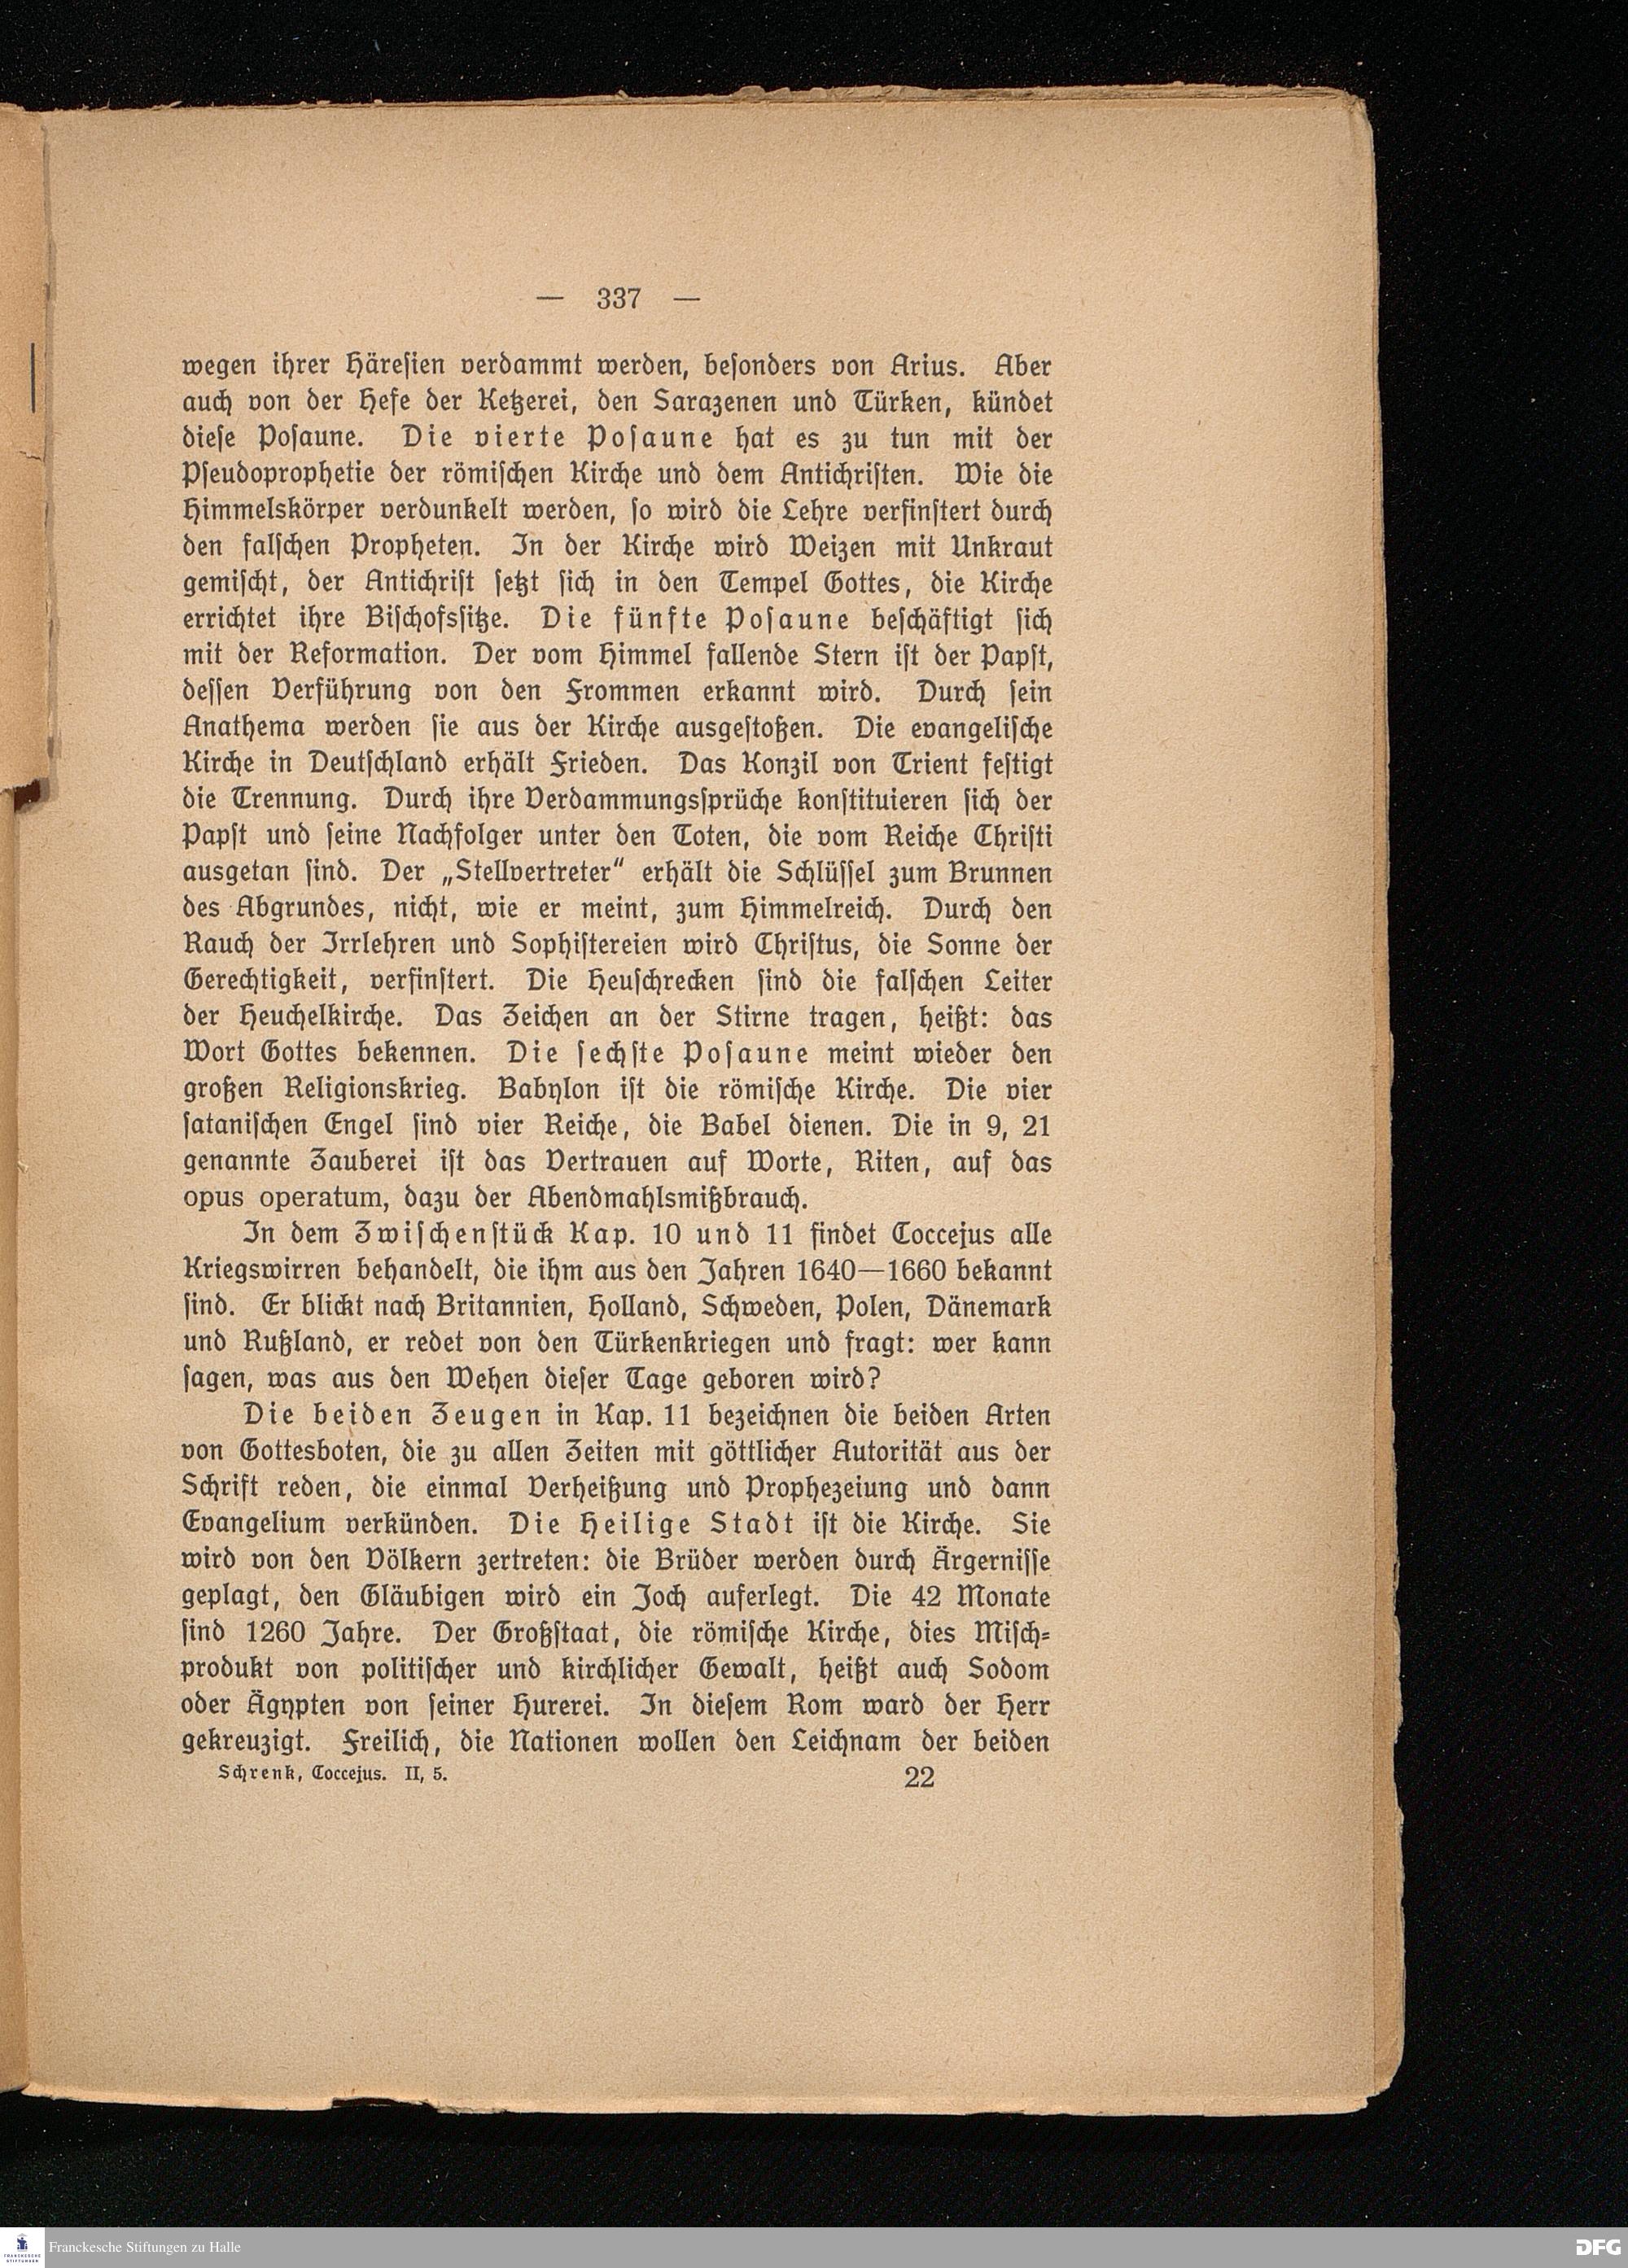 — 337 —
wegen ihrer Häresien verdammt werden, besonders von Arius. Aber
auch von der Hefe der Ketzerei, den Sarazenen und Türken, kündet
diese Posaune. Die vierte Posaune hat es zu tun mit der
Pseudoprophetie der römischen Kirche und dem Antichristen. Wie die
Himmelskörper verdunkelt werden, so wird die Lehre verfinstert durch
den falschen Propheten. In der Kirche wird Weizen mit Unkraut
gemischt, der Antichrist setzt sich in den Tempel Gottes, die Kirche
errichtet ihre Bischofssitze. Die fünfte Posaune beschäftigt sich
mit der Reformation. Der vom Himmel fallende Stern ist der Papst,
dessen Verführung von den Frommen erkannt wird. Durch sein
Anathema werden sie aus der Kirche ausgestoßen. Die evangelische
Kirche in Deutschland erhält Frieden. Das Konzil von Trient festigt
die Trennung. Durch ihre Verdammungssprüche konstituieren sich der
Papst und seine Nachfolger unter den Toten, die vom Reiche Christi
ausgetan sind. Der „Stellvertreter“ erhält die Schlüssel zum Brunnen
des Abgrundes, nicht, wie er meint, zum Himmelreich. Durch den
Rauch der Irrlehren und Sophistereien wird Christus, die Sonne der
Gerechtigkeit, verfinstert. Die Heuschrecken sind die falschen Leiter
der Heuchelkirche. Das Zeichen an der Stirne tragen, heißt: das
Wort Gottes bekennen. Die sechste Posaune meint wieder den
großen Religionskrieg. Babylon ist die römische Kirche. Die vier
satanischen Engel sind vier Reiche, die Babel dienen. Die in 9, 21
genannte Zauberei ist das Vertrauen auf Worte, Riten, auf das
opus operatum, dazu der Abendmahlsmißbrauch.
In dem Zwischenstück Kap. 10 und 11 findet Coccejus alle
Kriegswirren behandelt, die ihm aus den Jahren 1640—1660 bekannt
sind. Er blickt nach Britannien, Holland, Schweden, Polen, Dänemark
und Rußland, er redet von den Türkenkriegen und fragt: wer kann
sagen, was aus den Wehen dieser Tage geboren wird?
Die beiden Zeugen in Kap. 11 bezeichnen die beiden Arten
von Gottesboten, die zu allen Zeiten mit göttlicher Autorität aus der
Schrift reden, die einmal Verheißung und Prophezeiung und dann
Evangelium verkünden. Die Heilige Stadt ist die Kirche. Sie
wird von den Völkern zertreten: die Brüder werden durch Ärgernisse
geplagt, den Gläubigen wird ein Joch auferlegt. Die 42 Monate
sind 1260 Jahre. Der Großstaat, die römische Kirche, dies Misch-
produkt von politischer und kirchlicher Gewalt, heißt auch Sodom
oder Ägypten von seiner Hurerei. In diesem Rom ward der Herr
gekreuzigt. Freilich, die Nationen wollen den Leichnam der beiden
Schrenk, Coccejus. II, 5. 22
FRANCKESCHE STIFTUNGEN
Franckesche Stiftungen zu Halle
DFG